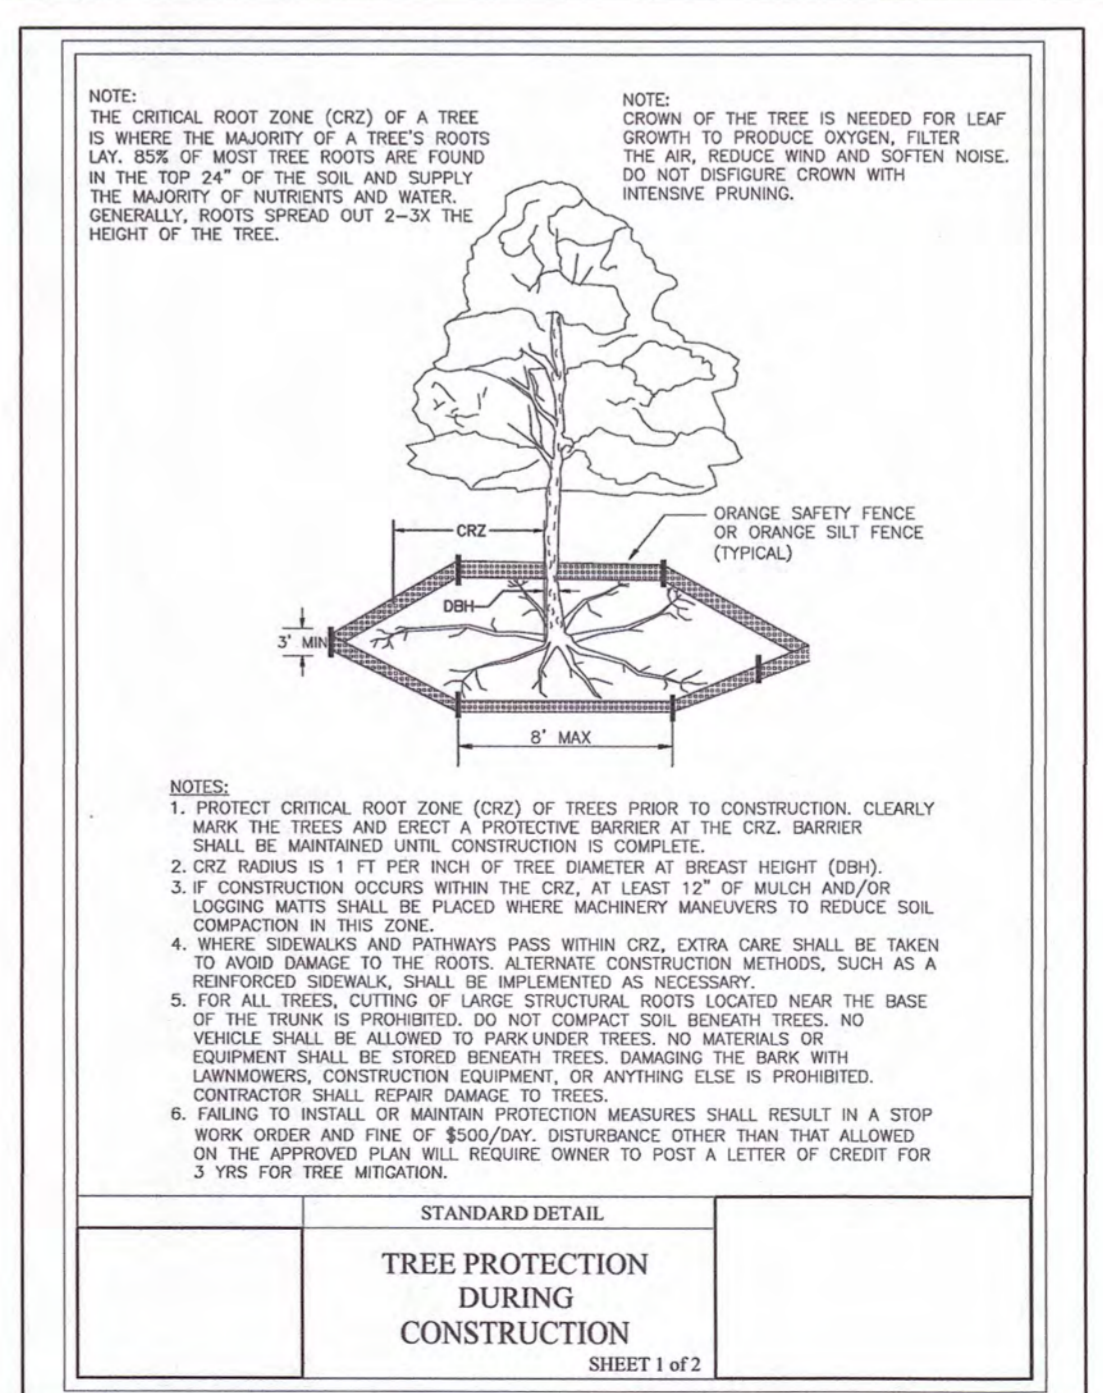 NOTE:
THE CRITICAL ROOT ZONE (CRZ) OF A TREE
IS WHERE THE MAJORITY OF A TREE'S ROOTS
LAY. 85% OF MOST TREE ROOTS ARE FOUND
IN THE TOP 24" OF THE SOIL AND SUPPLY
THE MAJORITY OF NUTRIENTS AND WATER.
GENERALLY, ROOTS SPREAD OUT 2-3X THE
HEIGHT OF THE TREE.
NOTE:
CROWN OF THE TREE IS NEEDED FOR LEAF
GROWTH TO PRODUCE OXYGEN, FILTER
THE AIR, REDUCE WIND AND SOFTEN NOISE.
DO NOT DISFIGURE CROWN WITH
INTENSIVE PRUNING.
ORANGE SAFETY FENCE
OR ORANGE SILT FENCE
(TYPICAL)
CRZ
DBH
3' MIN
8' MAX
NOTES:
1. PROTECT CRITICAL ROOT ZONE (CRZ) OF TREES PRIOR TO CONSTRUCTION. CLEARLY
MARK THE TREES AND ERECT A PROTECTIVE BARRIER AT THE CRZ. BARRIER
SHALL BE MAINTAINED UNTIL CONSTRUCTION IS COMPLETE.
2. CRZ RADIUS IS 1 FT PER INCH OF TREE DIAMETER AT BREAST HEIGHT (DBH).
3. IF CONSTRUCTION OCCURS WITHIN THE CRZ, AT LEAST 12" OF MULCH AND/OR
LOGGING MATTS SHALL BE PLACED WHERE MACHINERY MANEUVERS TO REDUCE SOIL
COMPACTION IN THIS ZONE.
4. WHERE SIDEWALKS AND PATHWAYS PASS WITHIN CRZ, EXTRA CARE SHALL BE TAKEN
TO AVOID DAMAGE TO THE ROOTS. ALTERNATE CONSTRUCTION METHODS, SUCH AS A
REINFORCED SIDEWALK, SHALL BE IMPLEMENTED AS NECESSARY.
5. FOR ALL TREES, CUTTING OF LARGE STRUCTURAL ROOTS LOCATED NEAR THE BASE
OF THE TRUNK IS PROHIBITED. DO NOT COMPACT SOIL BENEATH TREES. NO
VEHICLE SHALL BE ALLOWED TO PARK UNDER TREES. NO MATERIALS OR
EQUIPMENT SHALL BE STORED BENEATH TREES. DAMAGING THE BARK WITH
LAWNMOWERS, CONSTRUCTION EQUIPMENT, OR ANYTHING ELSE IS PROHIBITED.
CONTRACTOR SHALL REPAIR DAMAGE TO TREES.
6. FAILING TO INSTALL OR MAINTAIN PROTECTION MEASURES SHALL RESULT IN A STOP
WORK ORDER AND FINE OF $500/DAY. DISTURBANCE OTHER THAN THAT ALLOWED
ON THE APPROVED PLAN WILL REQUIRE OWNER TO POST A LETTER OF CREDIT FOR
3 YRS FOR TREE MITIGATION.
STANDARD DETAIL
TREE PROTECTION
DURING
CONSTRUCTION
SHEET 1 of 2